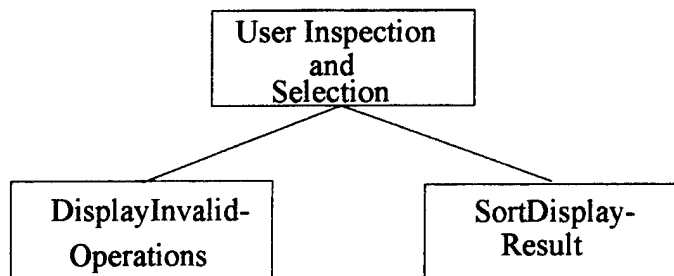 User Inspection
and
Selection
DisplayInvalid-
Operations
SortDisplay-
Result